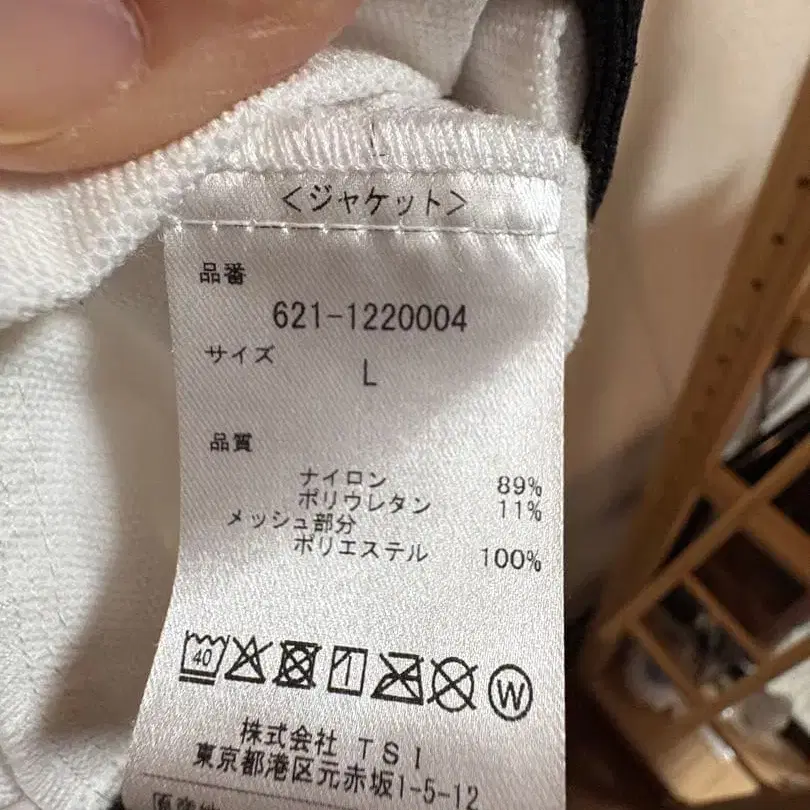 <ジャケット>
品番
621-1220004
サイズ
L
品質
ナイロン 89%
ポリウレタン 11%
メッシュ部分
ポリエステル 100%
40
W
株式会社 TSI
東京都港区元赤坂1-5-12